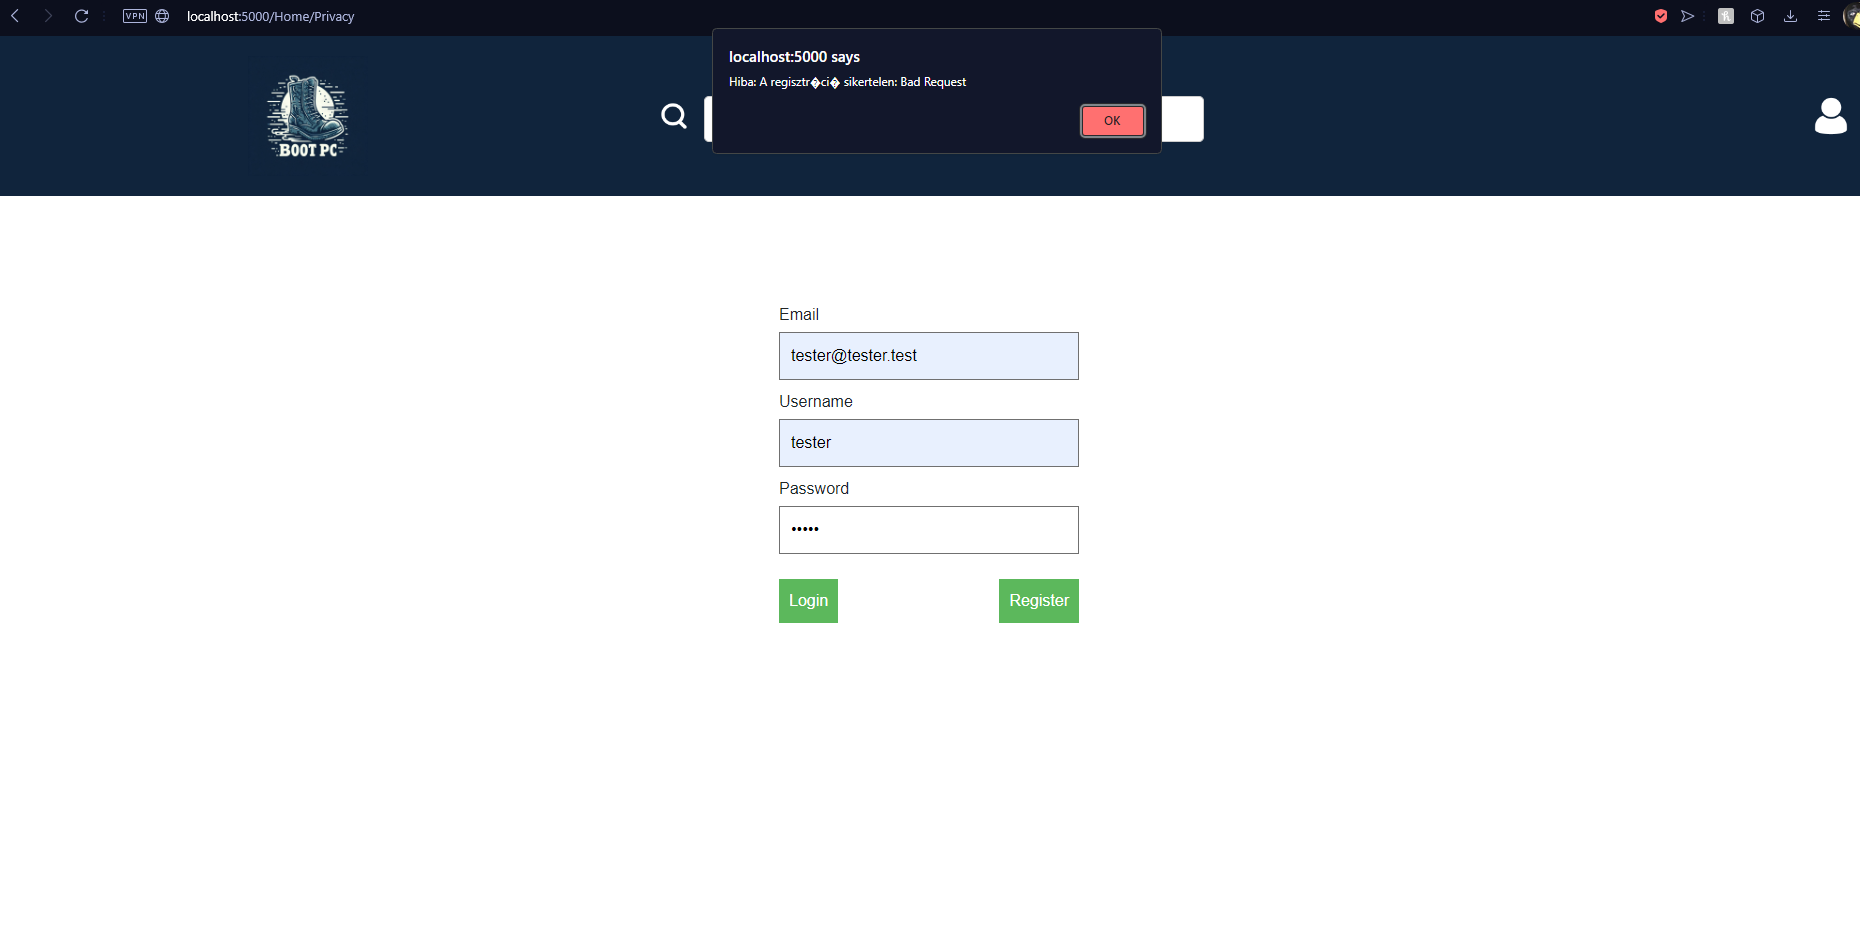 VPN localhost:5000/Home/Privacy
localhost:5000 says
Hiba: A regisztr�ci� sikertelen: Bad Request
OK
BOOT PC
Email
tester@tester.test
Username
tester
Password
•••••
Login Register